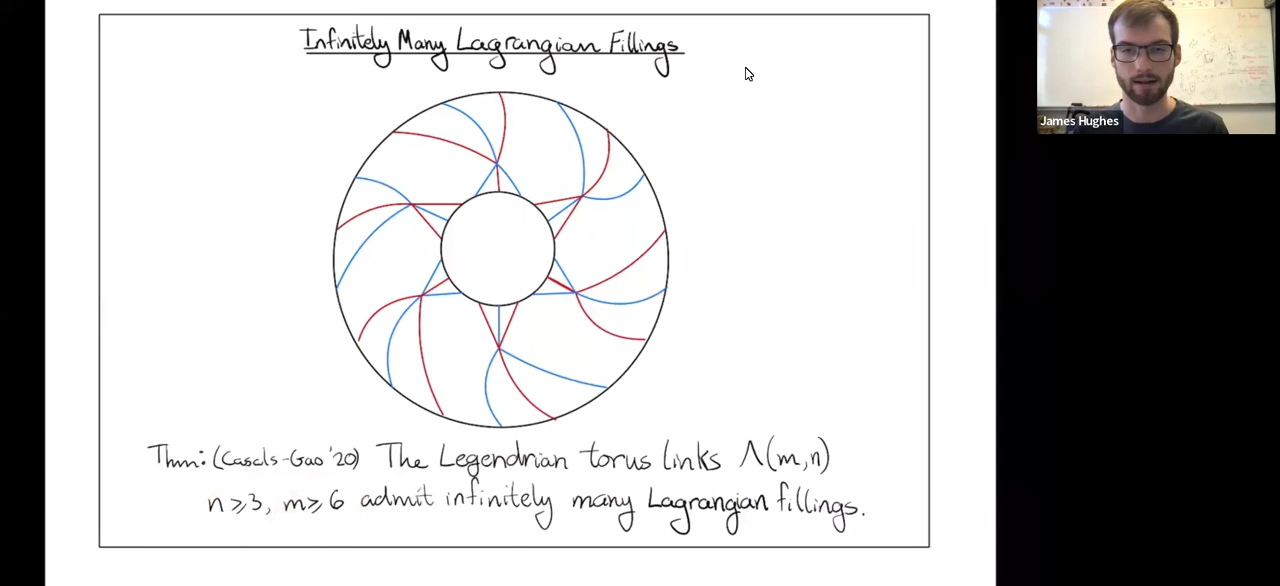 Infinitely Many Lagrangian Fillings
James Hughes
Thm: (Casals-Gao '20) The Legendrian torus links Λ(m,n)
n≥3, m≥6 admit infinitely many Lagrangian fillings.